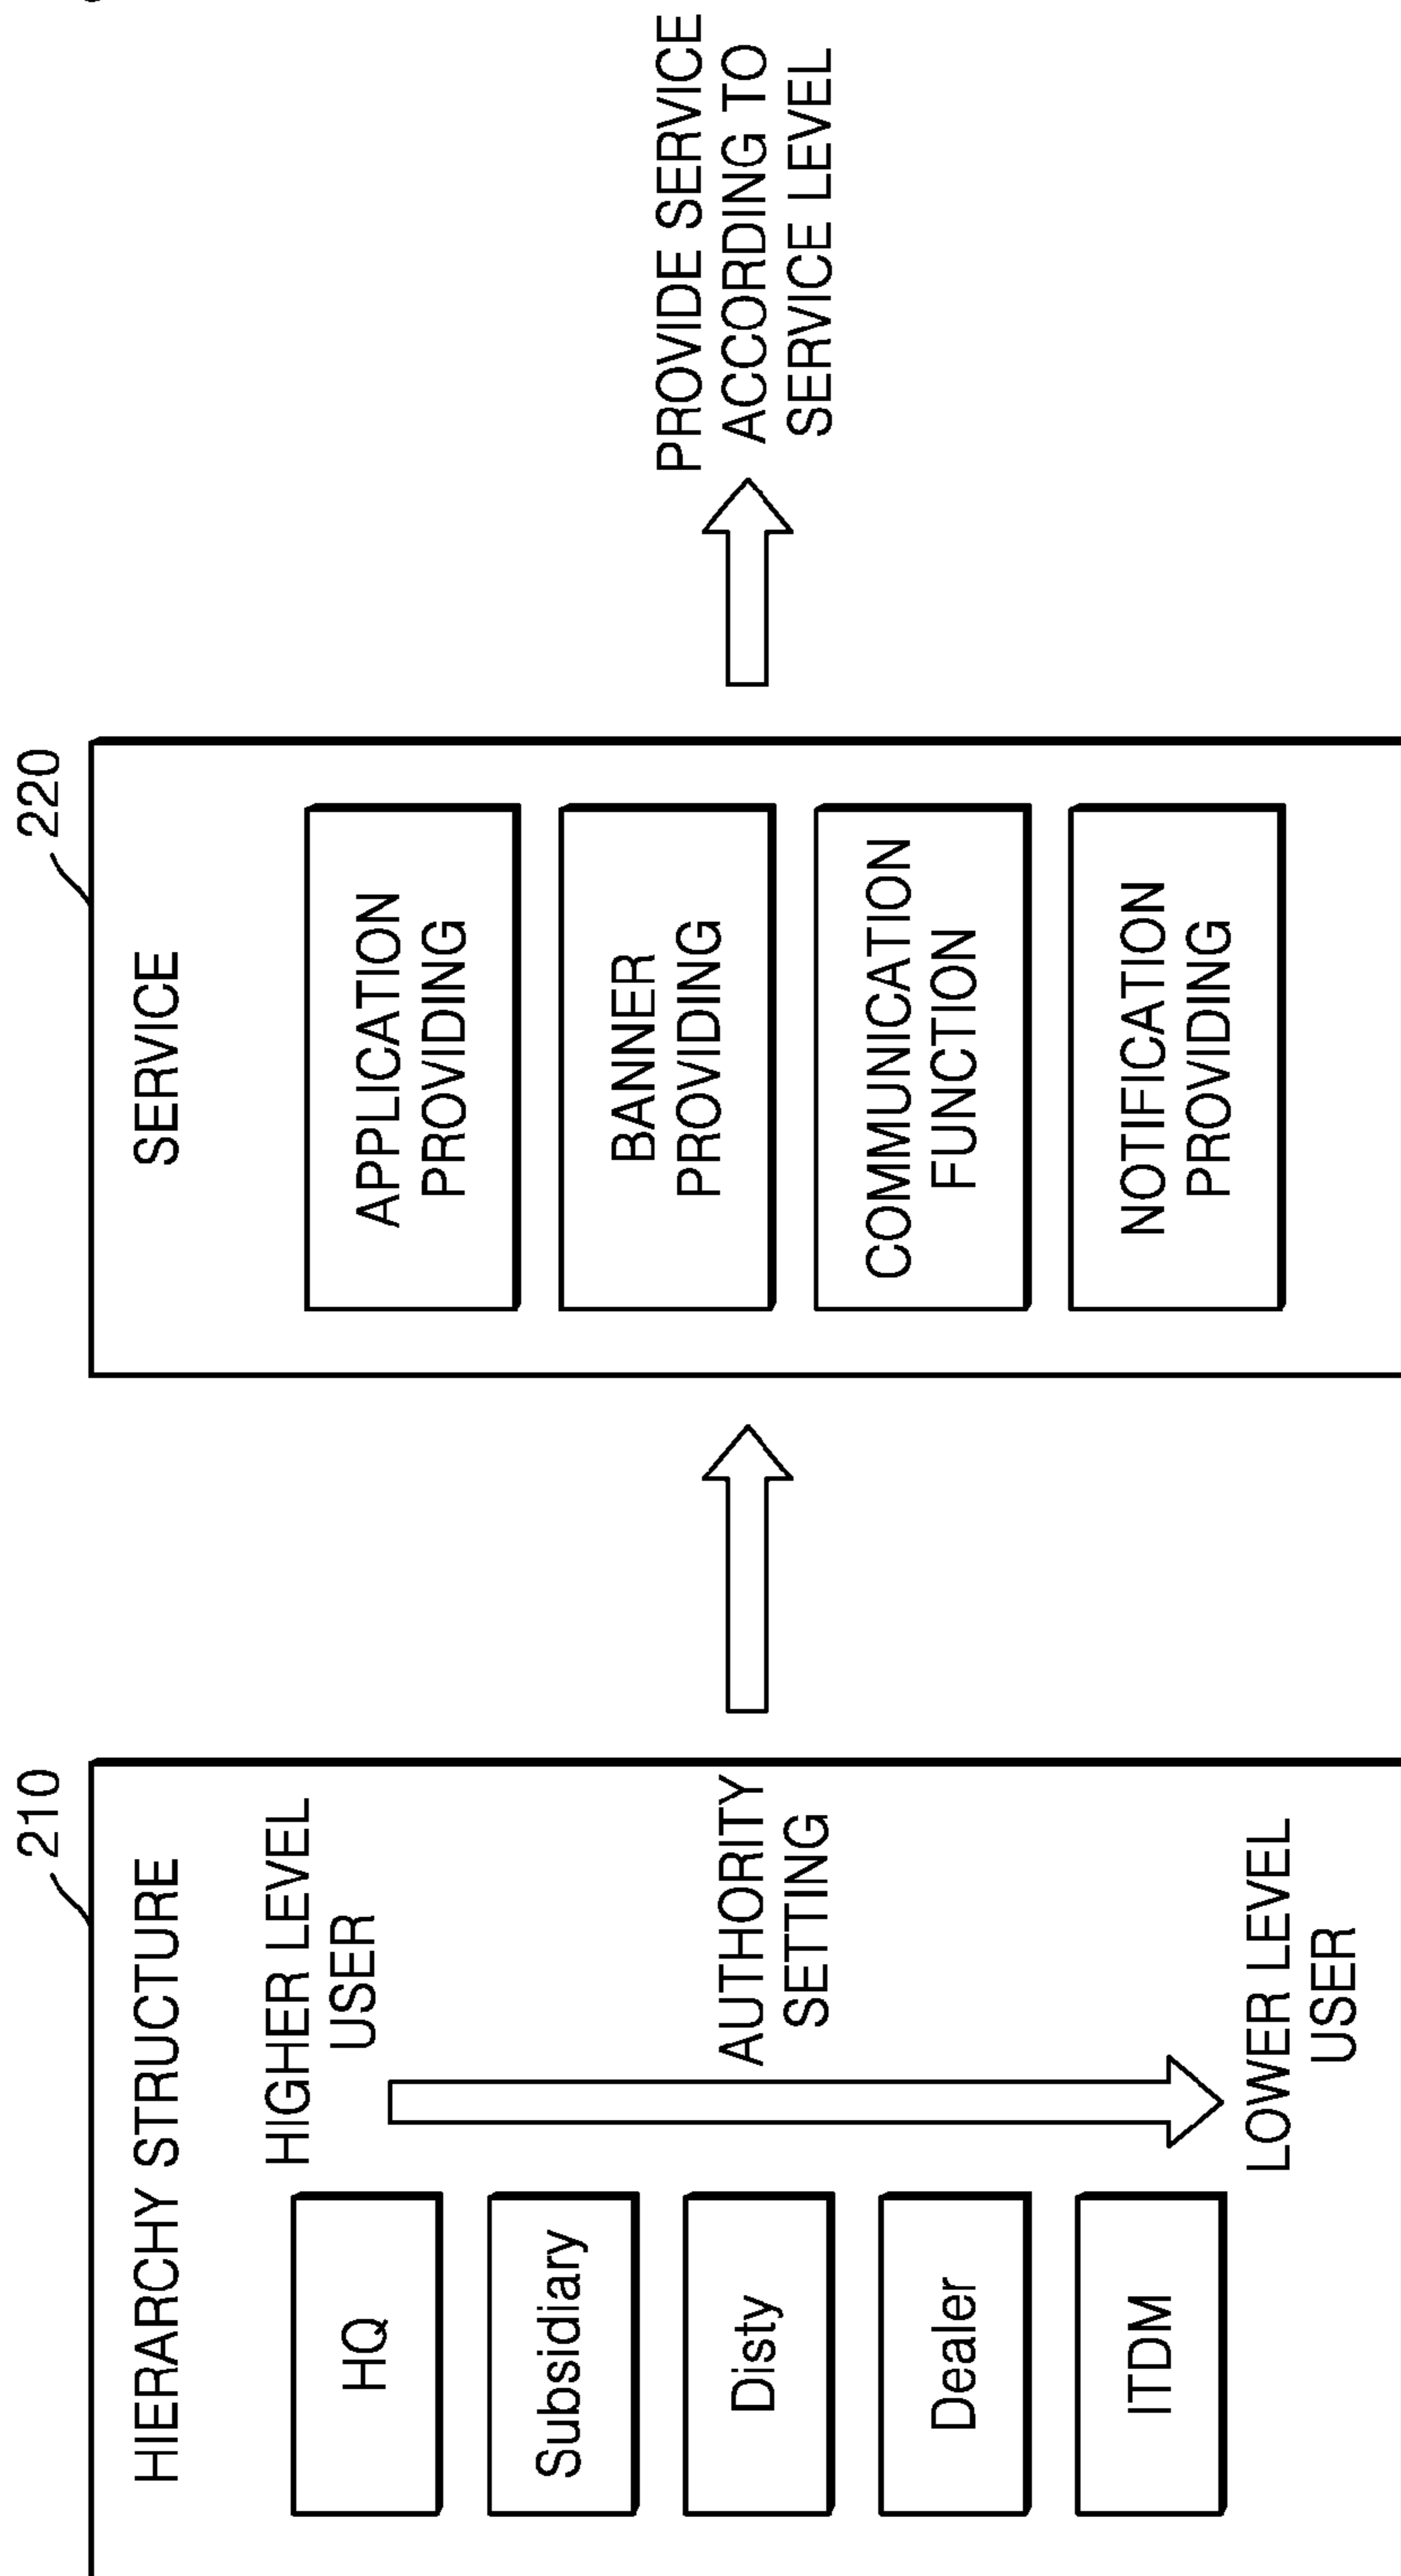 210
HIERARCHY STRUCTURE
HQ
Subsidiary
Disty
Dealer
ITDM
HIGHER LEVEL
USER
AUTHORITY
SETTING
LOWER LEVEL
USER
220
SERVICE
APPLICATION
PROVIDING
BANNER
PROVIDING
COMMUNICATION
FUNCTION
NOTIFICATION
PROVIDING
PROVIDE SERVICE
ACCORDING TO
SERVICE LEVEL